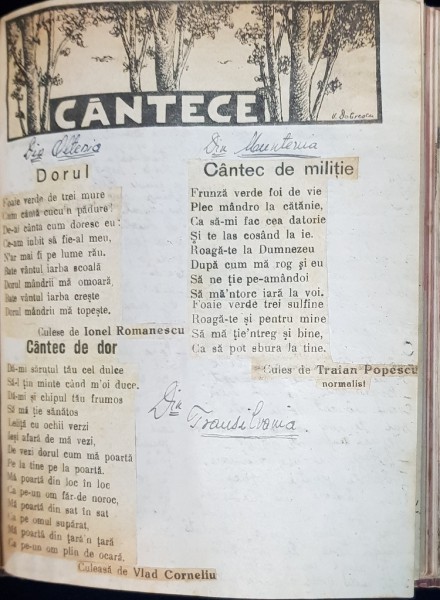 CÂNTECE
Din Oltenia
Dorul
Foaie verde de trei mure
Cum cântă cucu'n pădure!
De-ai cânta cum doresc eu
Ce-am iubit să fie-al meu,
N'ar mai fi pe lume rău.
Bate vântul iarba scoală
Dorul mândrii mă omoară,
Bate vântul iarba crește
Dorul mândrii mă topește.
Culese de Ionel Romanescu
Cântec de dor
Dă-mi sărutul tău cel dulce
Să-l țin minte când m'oi duce.
Dă-mi și chipul tău frumos
Să mă ție sănătos
Leliță cu ochii verzi
Ieși afară de mă vezi,
De vezi dorul cum mă poartă
Pe la tine pe la poartă.
Mă poartă din loc în loc
Ca pe-un om făr-de noroc,
Mă poartă din sat în sat
Ca pe omul supărat,
Mă poartă din țară'n țară
Ca pe-un om plin de ocară.
Culeasă de Vlad Corneliu
Din Muntenia
Cântec de miliție
Frunză verde foi de vie
Plec mândro la cătănie,
Ca să-mi fac cea datorie
Și te las cosând la ie.
Roagă-te la Dumnezeu
După cum mă rog și eu
Să ne ție pe-amândoi
Să mă'ntorc iară la voi.
Foaie verde trei sulfine
Roagă-te și pentru mine
Să mă ție'ntreg și bine,
Ca să pot sbura la tine.
Cules de Traian Popescu
normalist
Din
Transilvania.